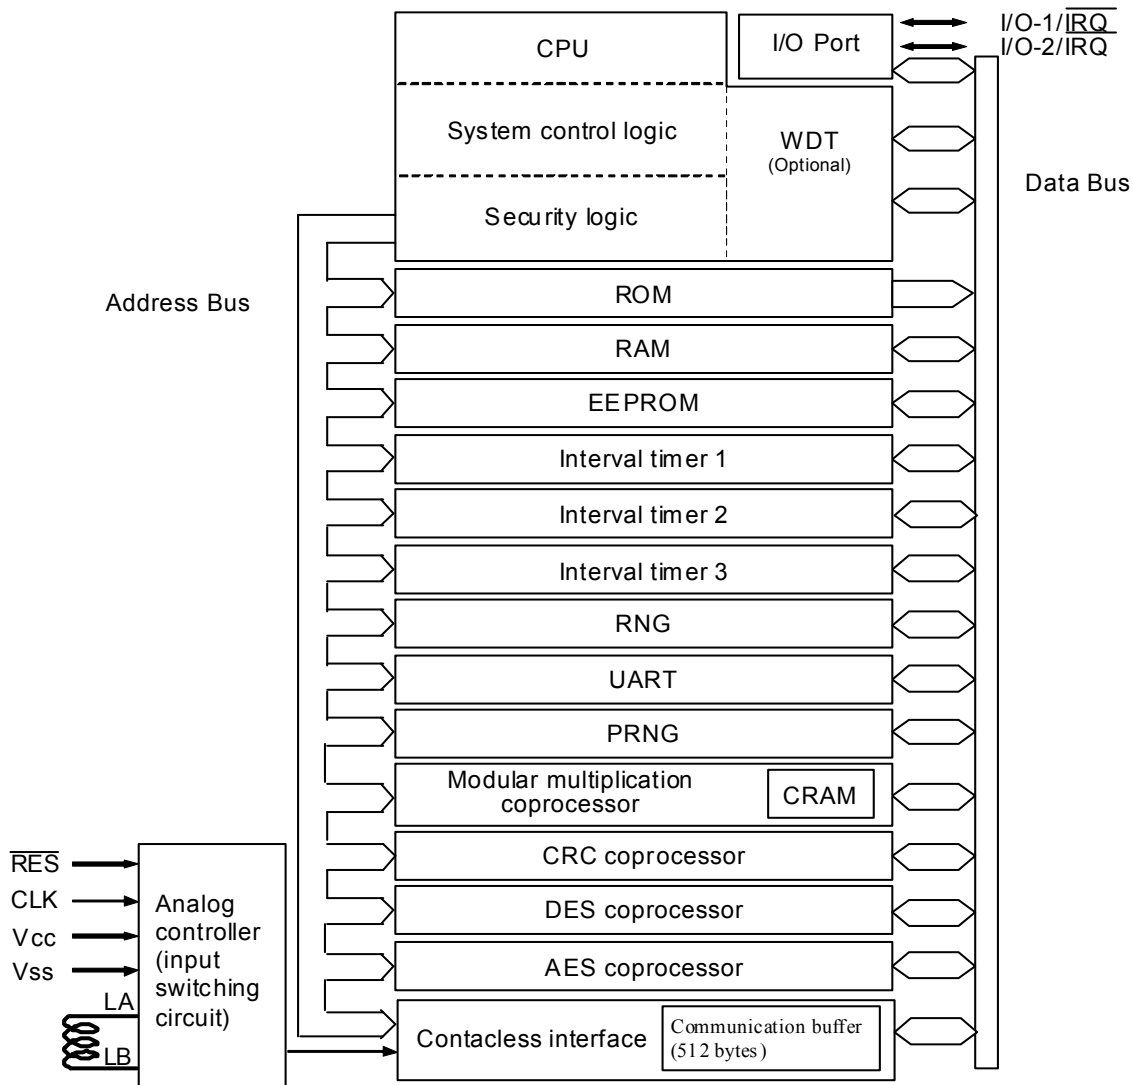 CPU
I/O Port
I/O-1/IRQ
I/O-2/IRQ
System control logic
WDT
(Optional)
Data Bus
Security logic
Address Bus
ROM
RAM
EEPROM
Interval timer 1
Interval timer 2
Interval timer 3
RNG
UART
PRNG
Modular multiplication
coprocessor
CRAM
CRC coprocessor
DES coprocessor
AES coprocessor
Contacless interface
Communication buffer
(512 bytes)
RES
CLK
Vcc
Vss
LA
LB
Analog
controller
(input
switching
circuit)